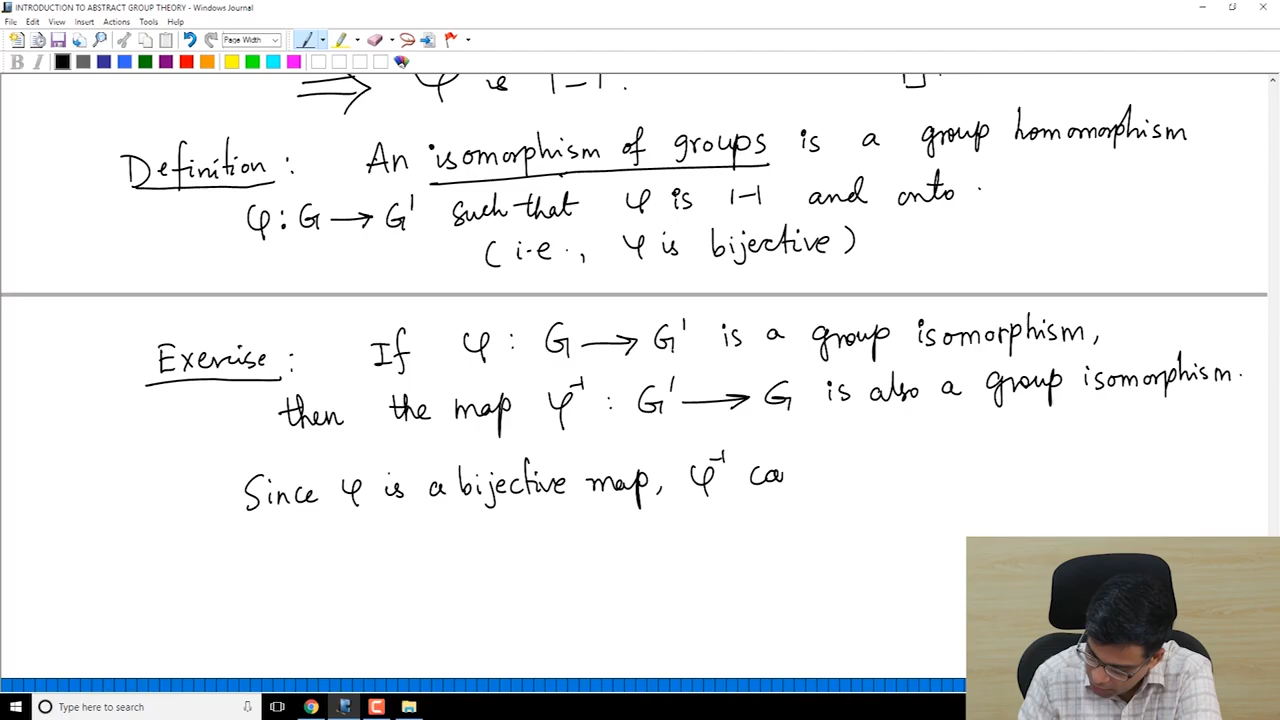 INTRODUCTION TO ABSTRACT GROUP THEORY - Windows Journal
File Edit View Insert Actions Tools Help
Page Width
B I
⟹ φ is 1-1.
Definition: An isomorphism of groups is a group homomorphism
φ: G → G' such that φ is 1-1 and onto.
(i.e., φ is bijective)
Exercise: If φ: G → G' is a group isomorphism,
then the map φ⁻¹: G' → G is also a group isomorphism.
Since φ is a bijective map, φ⁻¹ ca
Type here to search